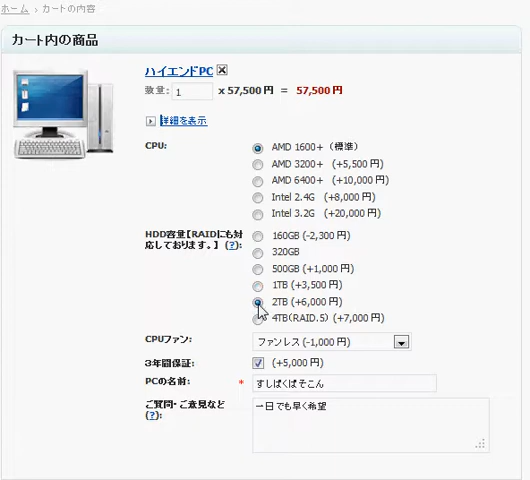 ホーム › カートの内容
カート内の商品
ハイエンドPC
数量: 1 x 57,500 円 = 57,500 円
詳細を表示
CPU:
AMD 1600+ (標準)
AMD 3200+ (+5,500 円)
AMD 6400+ (+10,000 円)
Intel 2.4G (+8,000 円)
Intel 3.2G (+20,000 円)
HDD容量【RAIDにも対
応しております。】 (?):
160GB (-2,300 円)
320GB
500GB (+1,000 円)
1TB (+3,500 円)
2TB (+6,000 円)
4TB(RAID.5) (+7,000 円)
CPUファン: ファンレス (-1,000 円)
3年間保証: (+5,000 円)
PCの名前: * すしぱくぱそこん
ご質問・ご意見など
(?):
一日でも早く希望